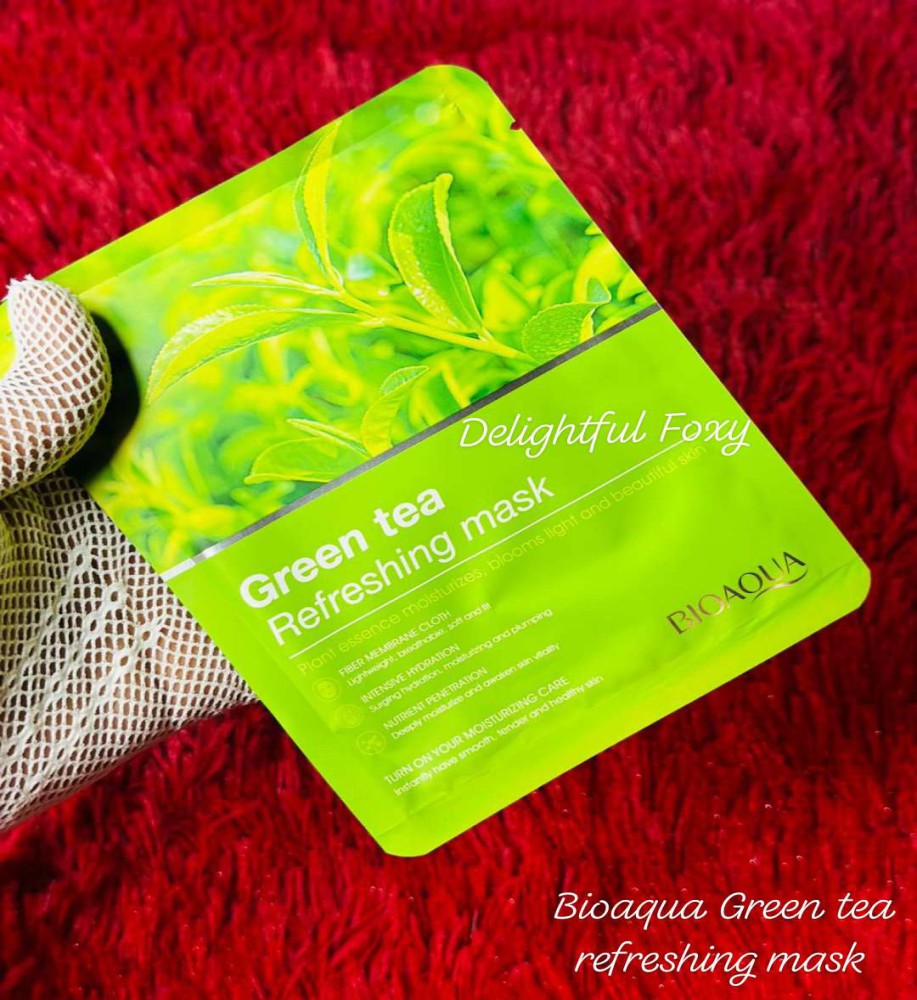 Delightful Foxy
Green tea
Refreshing mask
Plant essence moisturizes, blooms light and beautiful skin
FIBER MEMBRANE CLOTH
Lightweight, breathable, soft and fit
INTENSIVE HYDRATION
Surging hydration, moisturizing and plumping
NUTRIENT PENETRATION
Deeply moisturize and awaken skin vitality
TURN ON YOUR MOISTURIZING CARE
Instantly have smooth, tender and healthy skin
BIOAQUA
Bioaqua Green tea
refreshing mask